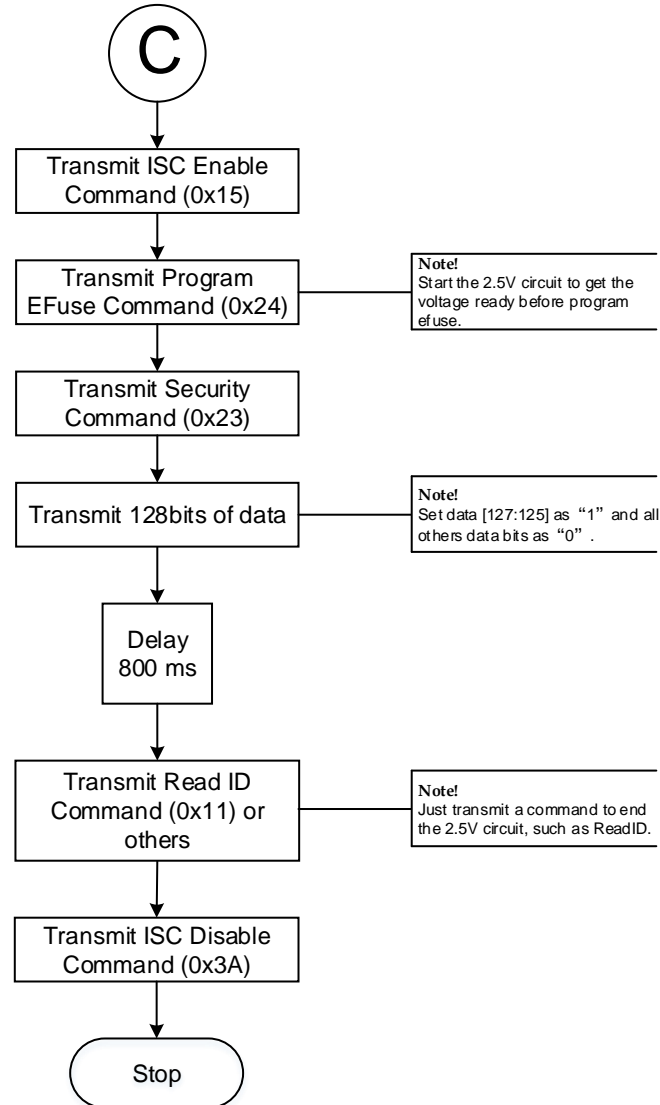 C
Transmit ISC Enable
Command (0x15)
Transmit Program
EFuse Command (0x24)
Note!
Start the 2.5V circuit to get the
voltage ready before program
efuse.
Transmit Security
Command (0x23)
Transmit 128bits of data
Note!
Set data [127:125] as “1” and all
others data bits as “0” .
Delay
800 ms
Transmit Read ID
Command (0x11) or
others
Note!
Just transmit a command to end
the 2.5V circuit, such as ReadID.
Transmit ISC Disable
Command (0x3A)
Stop